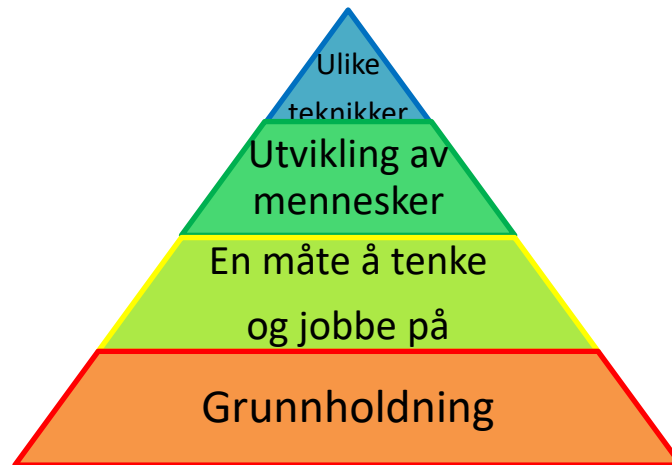 Ulike
teknikker
Utvikling av
mennesker
En måte å tenke
og jobbe på
Grunnholdning